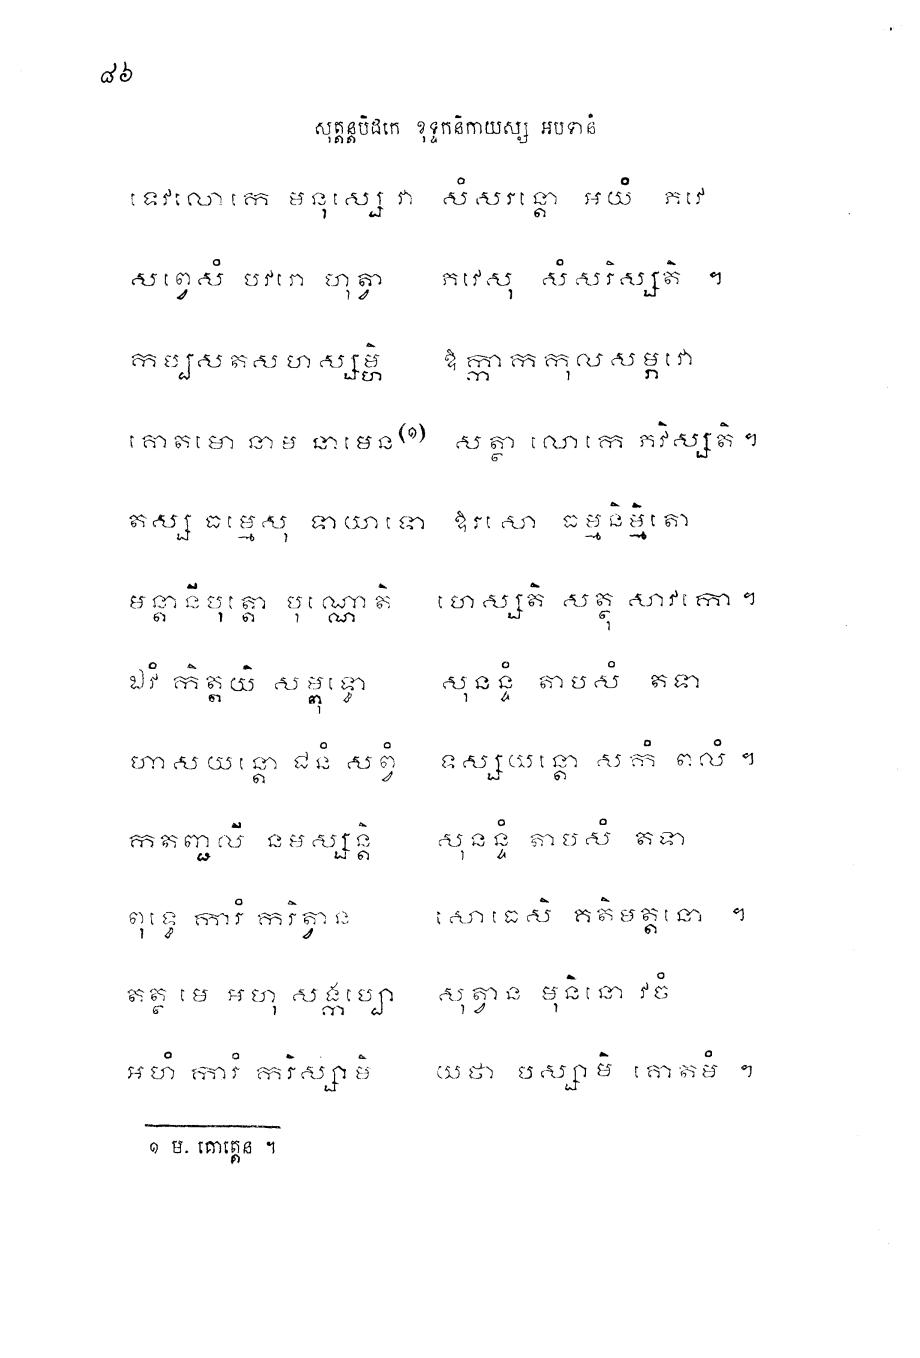 ៨៦
សុត្តន្តបិដកេ ខុទ្ទកនិកាយស្ស អបទានំ
ទេវលោកេ មនុស្សេ វា សំសរន្តោ អយំ ភវេ
សព្វេសំ បវរោ ហុត្វា ភវេសុ សំសរិស្សតិ ។
កប្បសតសហស្សម្ហិ ឱក្កាកកុលសម្ភវោ
គោតមោ នាម នាមេន(១) សត្ថា លោកេ ភវិស្សតិ ។
តស្ស ធម្មេសុ ទាយាទោ ឱរសោ ធម្មនិម្មិតោ
មន្តានីបុត្តោ បុណ្ណោតិ ហេស្សតិ សត្ថុ សាវកោ ។
ឯវំ កិត្តយិ សម្ពុទ្ធោ សុនន្ទំ តាបសំ តទា
ហាសយន្តោ ជនំ សព្វំ ទស្សយន្តោ សកំ ពលំ ។
កតញ្ជលី នមស្សន្តិ សុនន្ទំ តាបសំ តទា
ពុទ្ធេ ការំ ករិត្វាន សោធេសិ គតិមត្តនោ ។
តត្ថ មេ អហុ សង្កប្បោ សុត្វាន មុនិនោ វចំ
អហំ ការំ ករិស្សាមិ យថា បស្សាមិ គោតមំ ។
១ ម. គោត្តេន ។